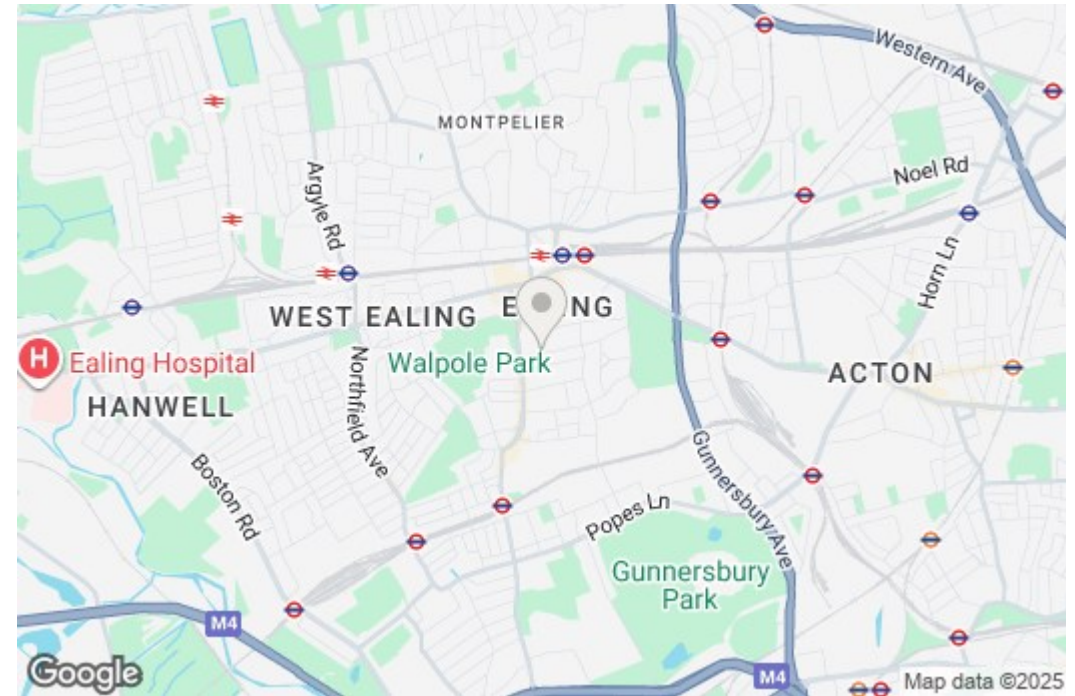 Western Ave
MONTPELIER
Noel Rd
Argyle Rd
Horn Ln
WEST EALING
E
NG
Walpole Park
H
Ealing Hospital
ACTON
HANWELL
Northfield Ave
Boston Rd
Gunnersbury Ave
Popes Ln
Gunnersbury
Park
M4
M4
Google
Map data ©2025